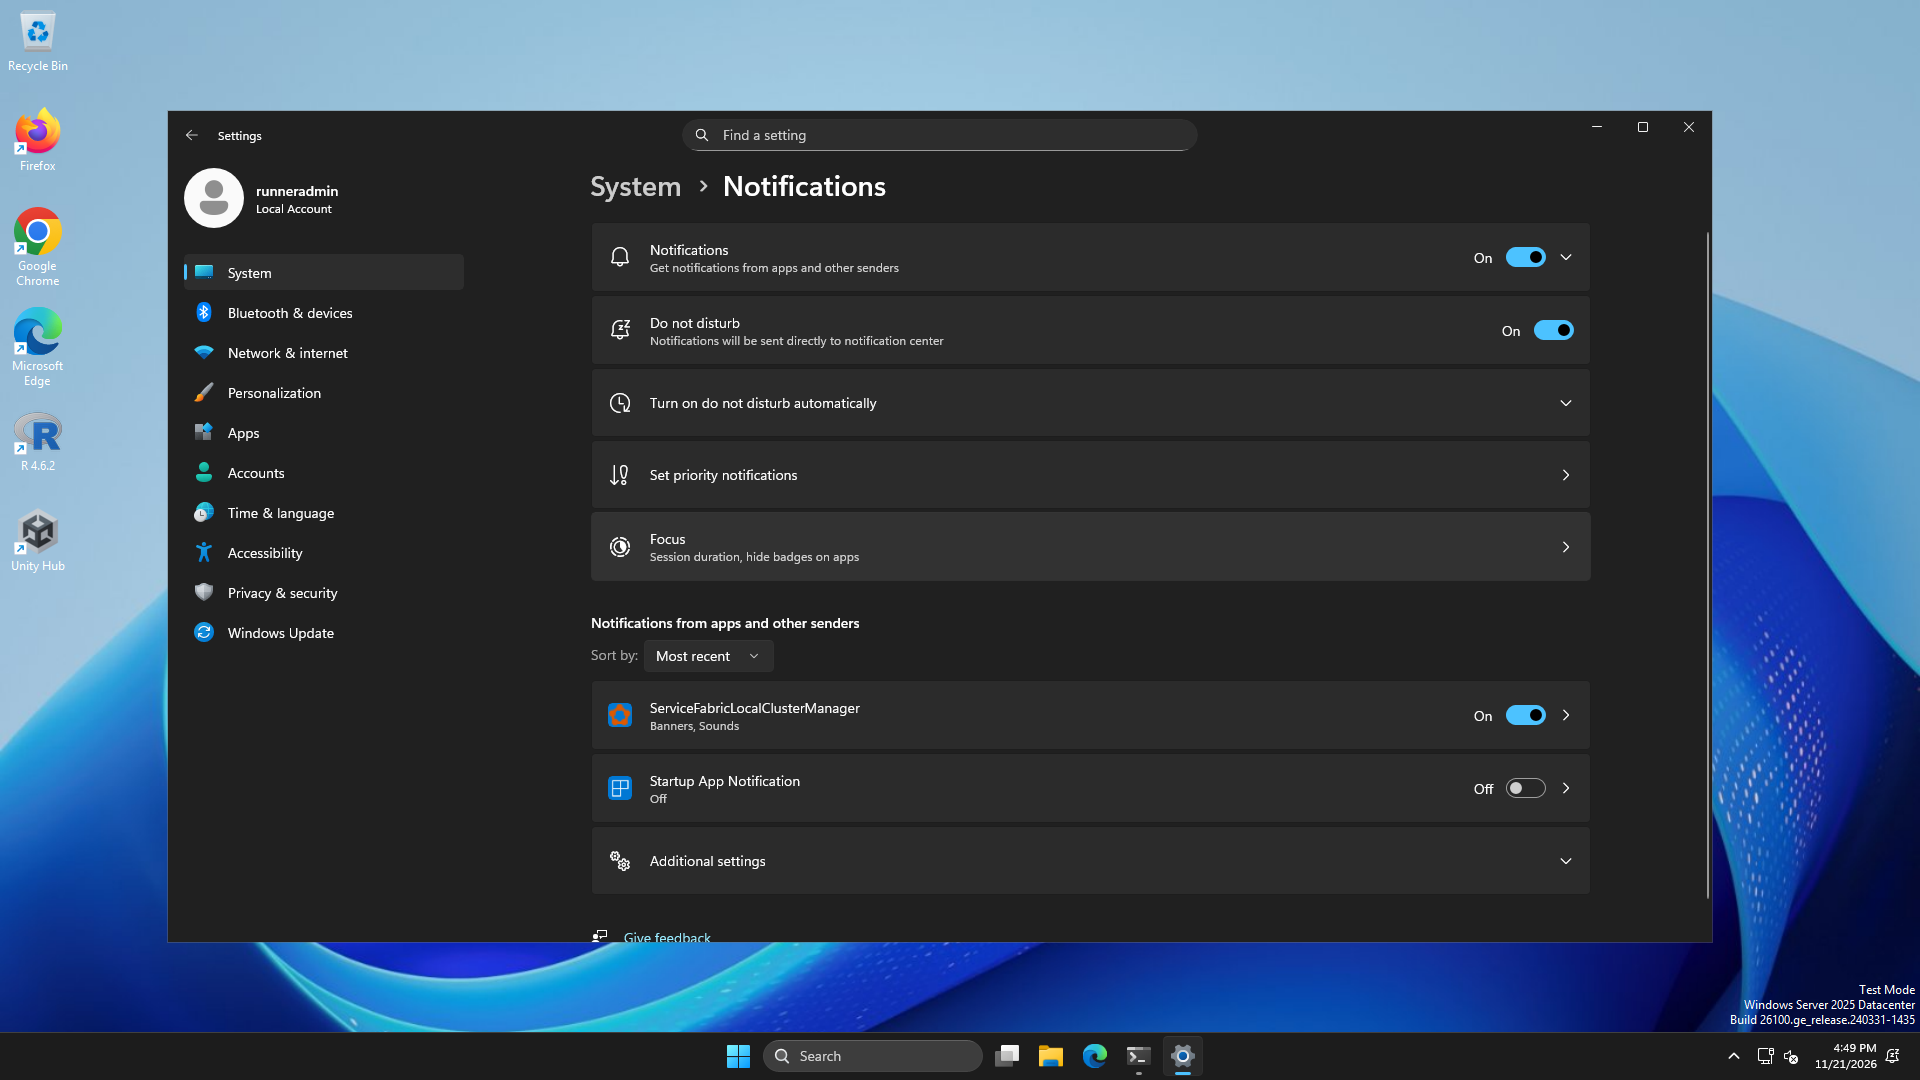 Recycle Bin
Firefox
Google
Chrome
Microsoft
Edge
R 4.6.2
Unity Hub
Settings
Find a setting
runneradmin
Local Account
System
Bluetooth & devices
Network & internet
Personalization
Apps
Accounts
Time & language
Accessibility
Privacy & security
Windows Update
System > Notifications
Notifications
Get notifications from apps and other senders
On
Do not disturb
Notifications will be sent directly to notification center
On
Turn on do not disturb automatically
Set priority notifications
Focus
Session duration, hide badges on apps
Notifications from apps and other senders
Sort by: Most recent
ServiceFabricLocalClusterManager
Banners, Sounds
On
Startup App Notification
Off
Off
Additional settings
Give feedback
Test Mode
Windows Server 2025 Datacenter
Build 26100.ge_release.240331-1435
Search
4:49 PM
11/21/2026